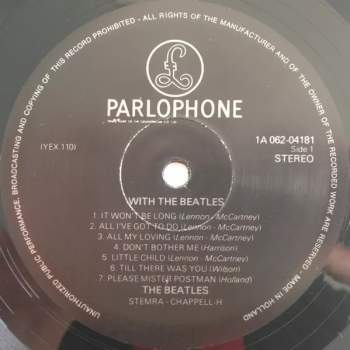 ALL RIGHTS OF THE MANUFACTURER AND OF THE OWNER OF THE RECORDED WORK ARE RESERVED - MADE IN HOLLAND
UNAUTHORIZED PUBLIC PERFORMANCE, BROADCASTING AND COPYING OF THIS RECORD PROHIBITED -
£
PARLOPHONE
(YEX 110)
1A 062-04181
Side 1
STEREO
WITH THE BEATLES
1 IT WON'T BE LONG (Lennon - McCartney)
2. ALL I'VE GOT TO DO (Lennon - McCartney)
3. ALL MY LOVING (Lennon - McCartney)
4. DON'T BOTHER ME (Harrison)
5 LITTLE CHILD (Lennon - McCartney)
6. TILL THERE WAS YOU (Wilson)
7. PLEASE MISTER POSTMAN (Holland)
THE BEATLES
STEMRA - CHAPPELL-H